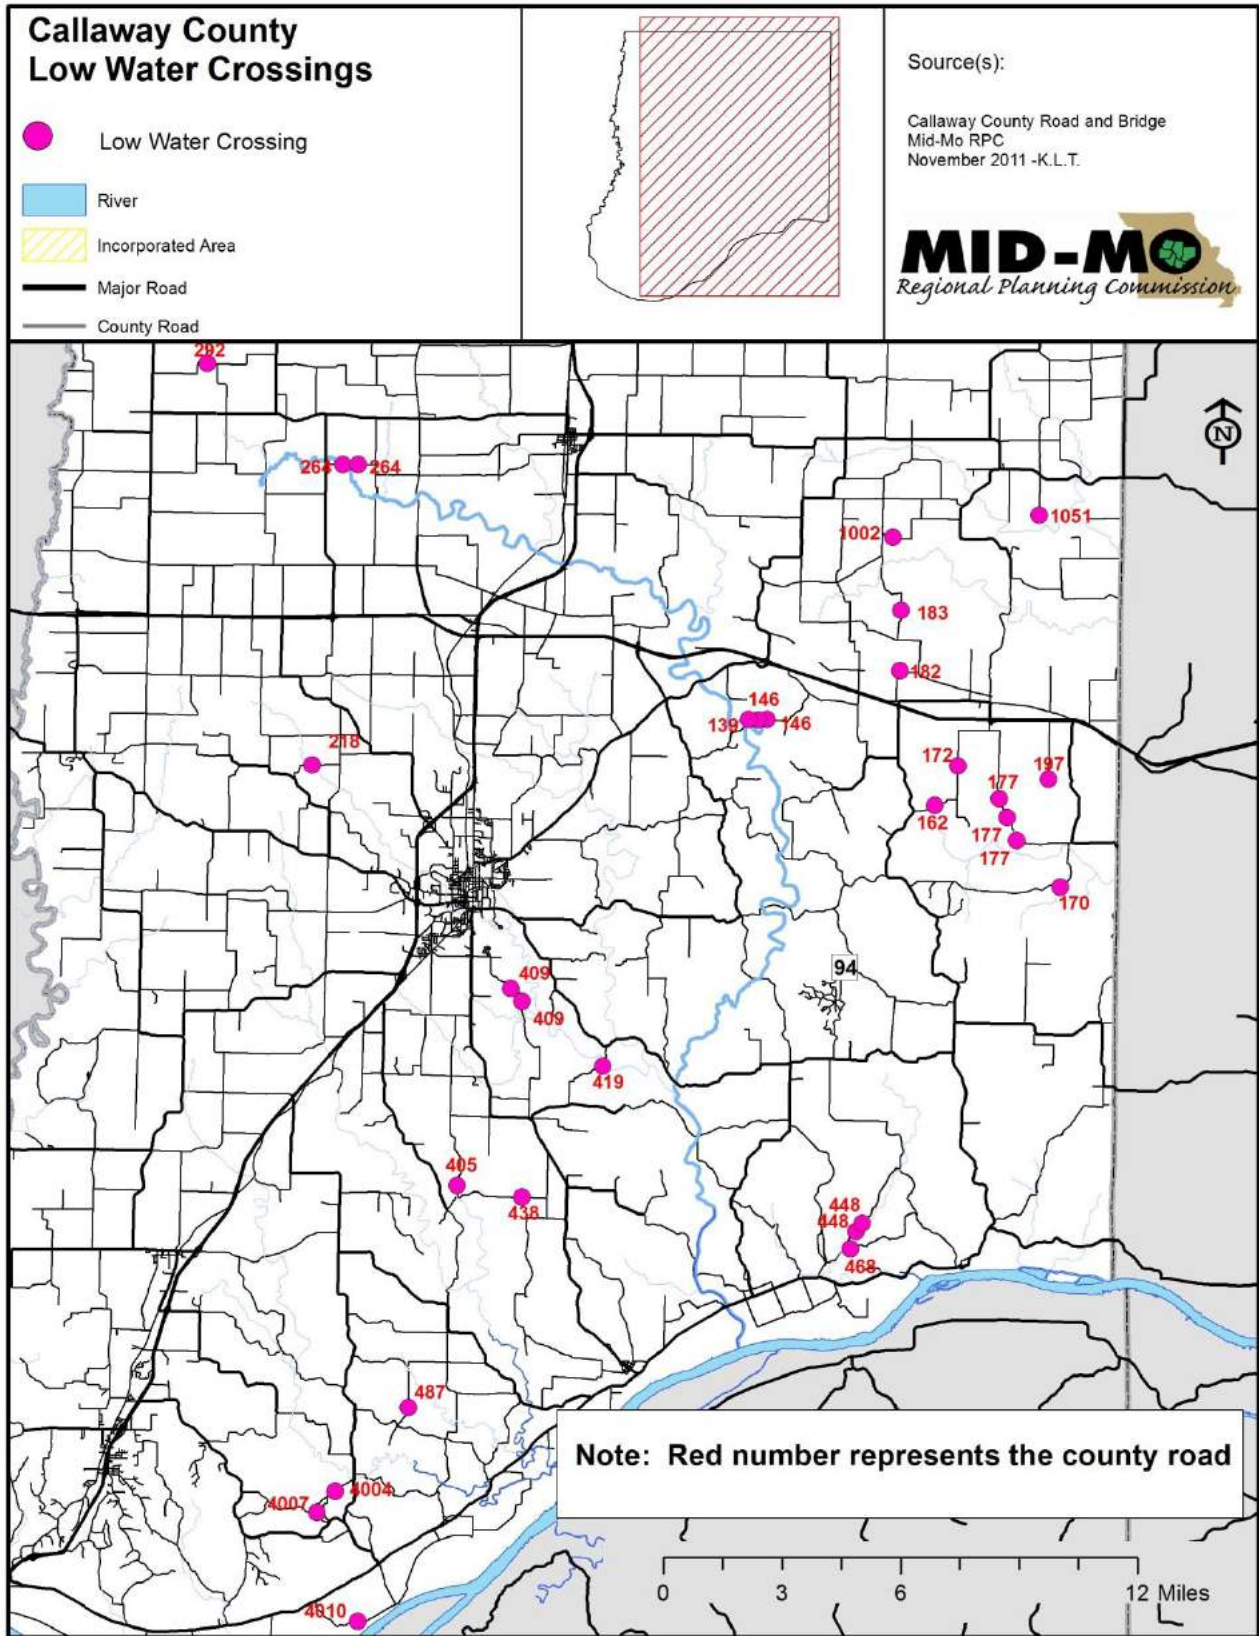 Callaway County
Low Water Crossings
Low Water Crossing
River
Incorporated Area
Major Road
County Road
Source(s):
Callaway County Road and Bridge
Mid-Mo RPC
November 2011 -K.L.T.
MID-MO
Regional Planning Commission
292
N
264 264
1051
1002
183
182
146
139 146
218
172
197
177
162
177
177
170
94
409
409
419
405
438
448
448
468
487
Note: Red number represents the county road
4004
4007
0 3 6 12 Miles
4010